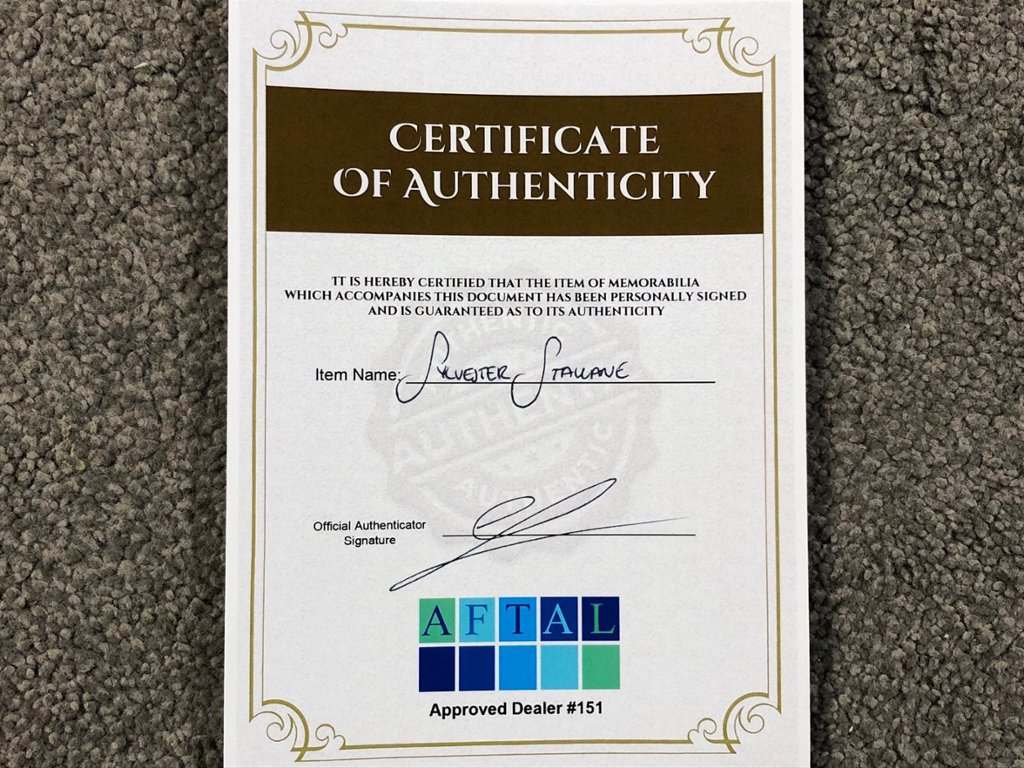 CERTIFICATE
OF AUTHENTICITY
IT IS HEREBY CERTIFIED THAT THE ITEM OF MEMORABILIA
WHICH ACCOMPANIES THIS DOCUMENT HAS BEEN PERSONALLY SIGNED
AND IS GUARANTEED AS TO ITS AUTHENTICITY
Item Name: SYLVESTER STALLONE
AUTHENTIC
Official Authenticator
Signature
AFTAL
Approved Dealer #151